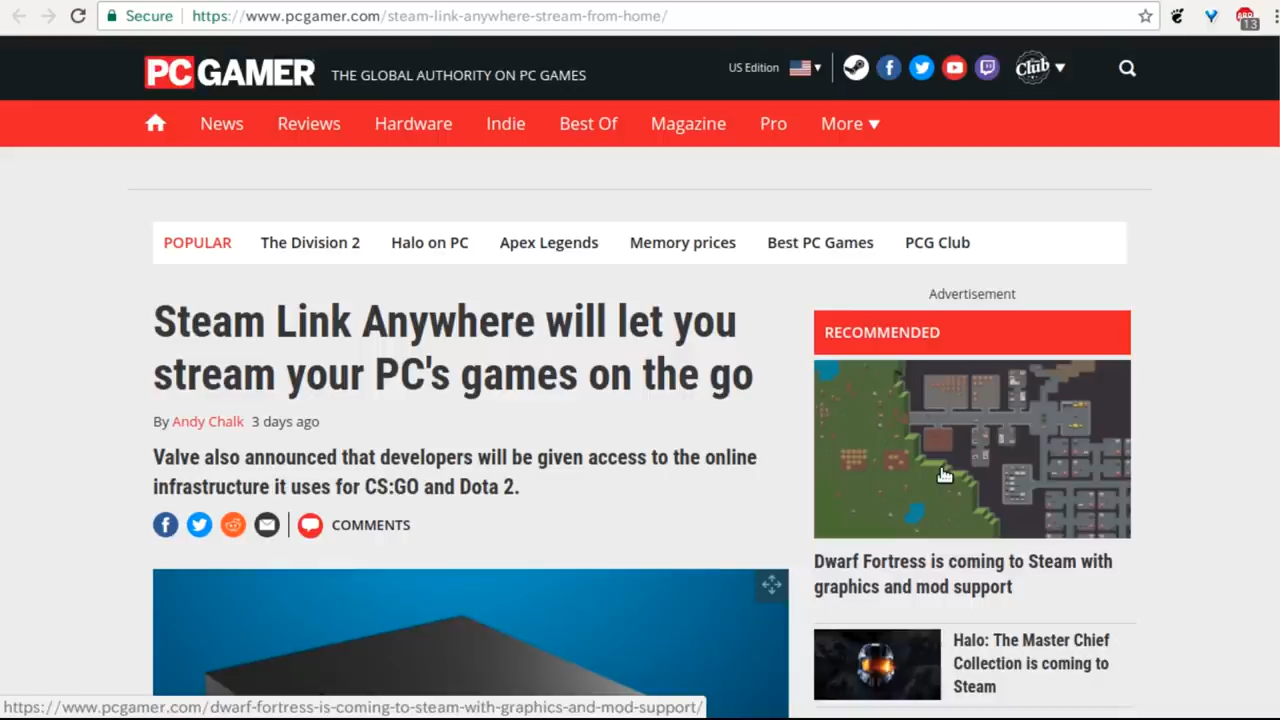 Secure https://www.pcgamer.com/steam-link-anywhere-stream-from-home/
13
PC GAMER THE GLOBAL AUTHORITY ON PC GAMES
US Edition
Club
News Reviews Hardware Indie Best Of Magazine Pro More
POPULAR The Division 2 Halo on PC Apex Legends Memory prices Best PC Games PCG Club
Steam Link Anywhere will let you
stream your PC's games on the go
By Andy Chalk 3 days ago
Valve also announced that developers will be given access to the online
infrastructure it uses for CS:GO and Dota 2.
COMMENTS
Advertisement
RECOMMENDED
Dwarf Fortress is coming to Steam with
graphics and mod support
Halo: The Master Chief
Collection is coming to
Steam
https://www.pcgamer.com/dwarf-fortress-is-coming-to-steam-with-graphics-and-mod-support/